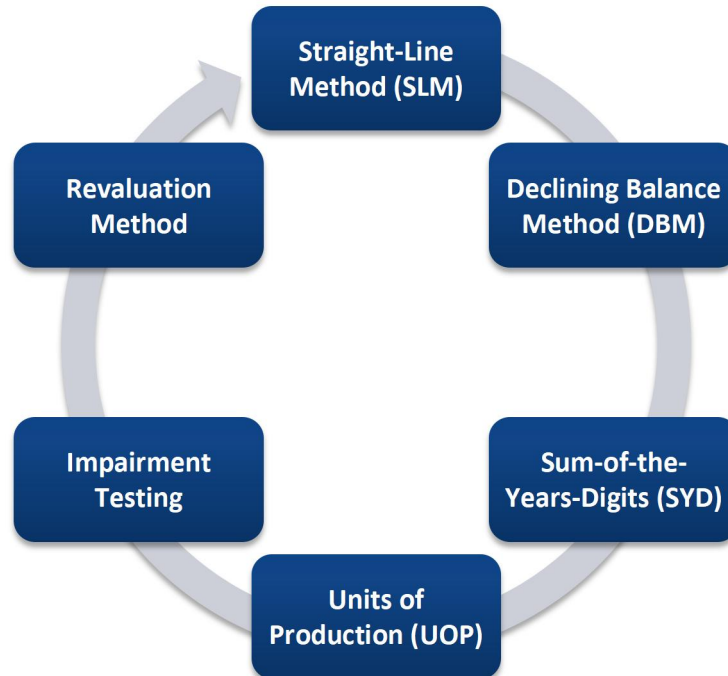 Straight-Line
Method (SLM)
Declining Balance
Method (DBM)
Sum-of-the-
Years-Digits (SYD)
Units of
Production (UOP)
Impairment
Testing
Revaluation
Method